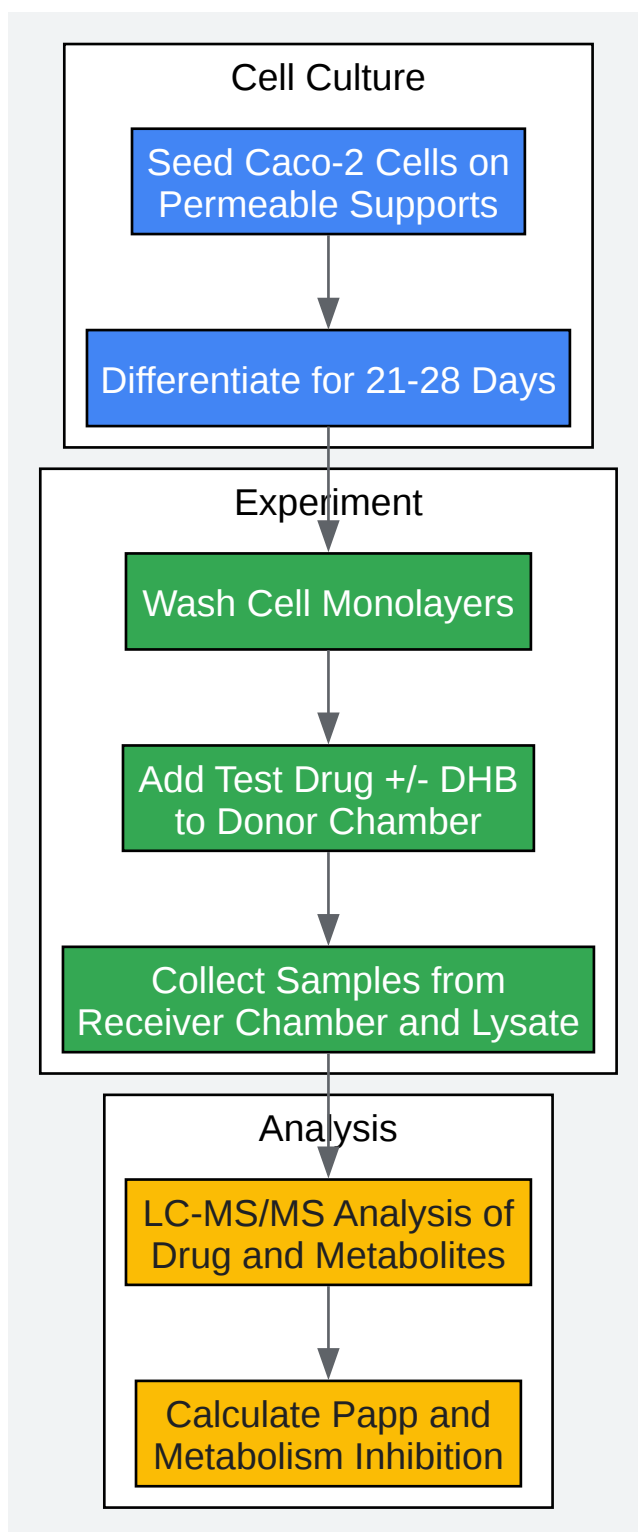 Cell Culture
Seed Caco-2 Cells on
Permeable Supports
Differentiate for 21-28 Days
Experiment
Wash Cell Monolayers
Add Test Drug +/- DHB
to Donor Chamber
Collect Samples from
Receiver Chamber and Lysate
Analysis
LC-MS/MS Analysis of
Drug and Metabolites
Calculate Papp and
Metabolism Inhibition